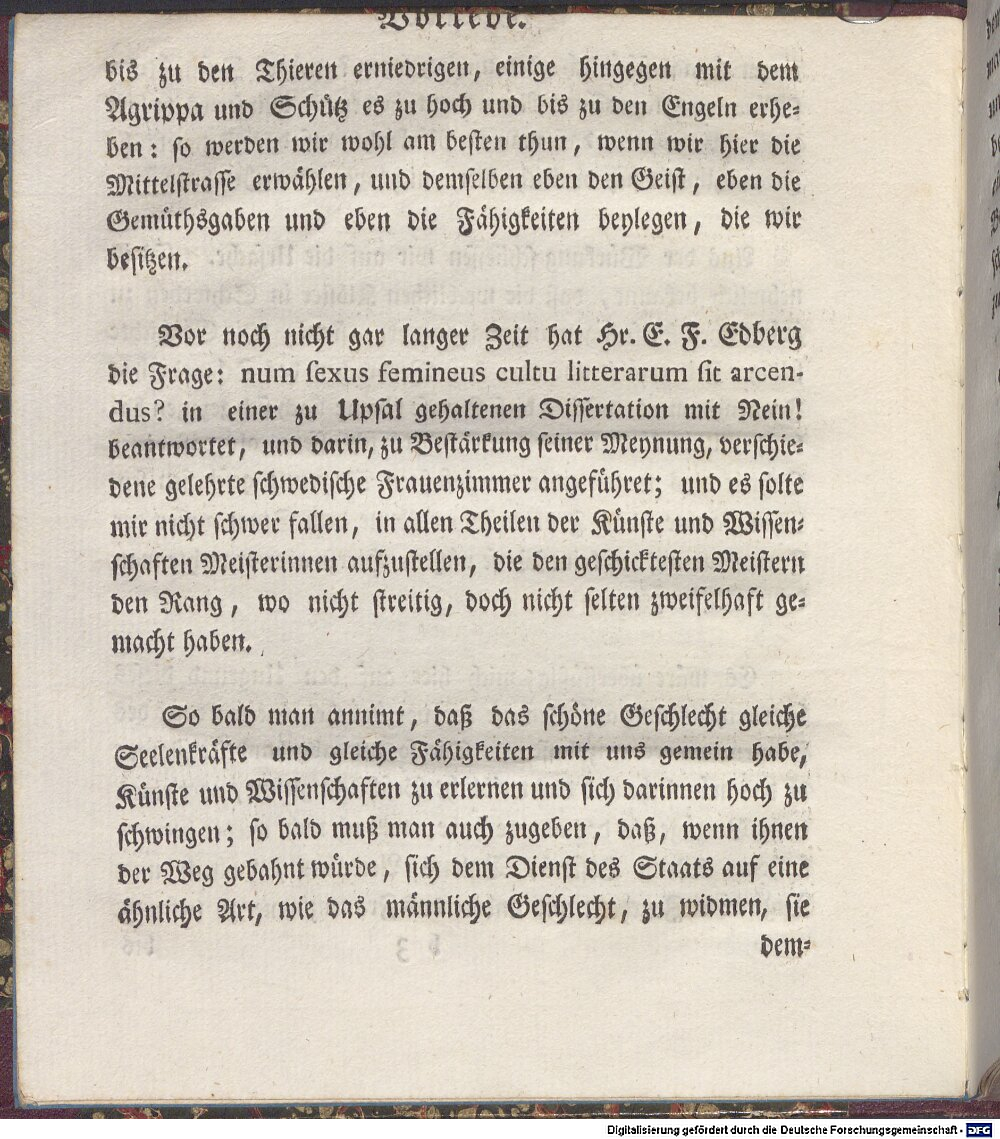 Vorrede.
bis zu den Thieren erniedrigen, einige hingegen mit dem
Agrippa und Schütz es zu hoch und bis zu den Engeln erhe-
ben: so werden wir wohl am besten thun, wenn wir hier die
Mittelstrasse erwählen, und demselben eben den Geist, eben die
Gemüthsgaben und eben die Fähigkeiten beylegen, die wir
besitzen.
Vor noch nicht gar langer Zeit hat Hr. E. F. Edberg
die Frage: num sexus femineus cultu litterarum sit arcen-
dus? in einer zu Upsal gehaltenen Dissertation mit Nein!
beantwortet, und darin, zu Bestärkung seiner Meynung, verschie-
dene gelehrte schwedische Frauenzimmer angeführet; und es solte
mir nicht schwer fallen, in allen Theilen der Künste und Wissen-
schaften Meisterinnen aufzustellen, die den geschicktesten Meistern
den Rang, wo nicht streitig, doch nicht selten zweifelhaft ge-
macht haben.
So bald man annimt, daß das schöne Geschlecht gleiche
Seelenkräfte und gleiche Fähigkeiten mit uns gemein habe,
Künste und Wissenschaften zu erlernen und sich darinnen hoch zu
schwingen; so bald muß man auch zugeben, daß, wenn ihnen
der Weg gebahnt würde, sich dem Dienst des Staats auf eine
ähnliche Art, wie das männliche Geschlecht, zu widmen, sie
dem-
Digitalisierung gefördert durch die Deutsche Forschungsgemeinschaft - DFG